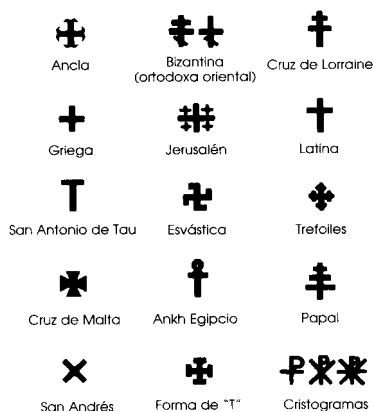 Ancla
Bizantina
(ortodoxa oriental)
Cruz de Lorraine
Griega
Jerusalén
Latina
San Antonio de Tau
Esvástica
Trefoiles
Cruz de Malta
Ankh Egipcio
Papal
San Andrés
Forma de "T"
Cristogramas